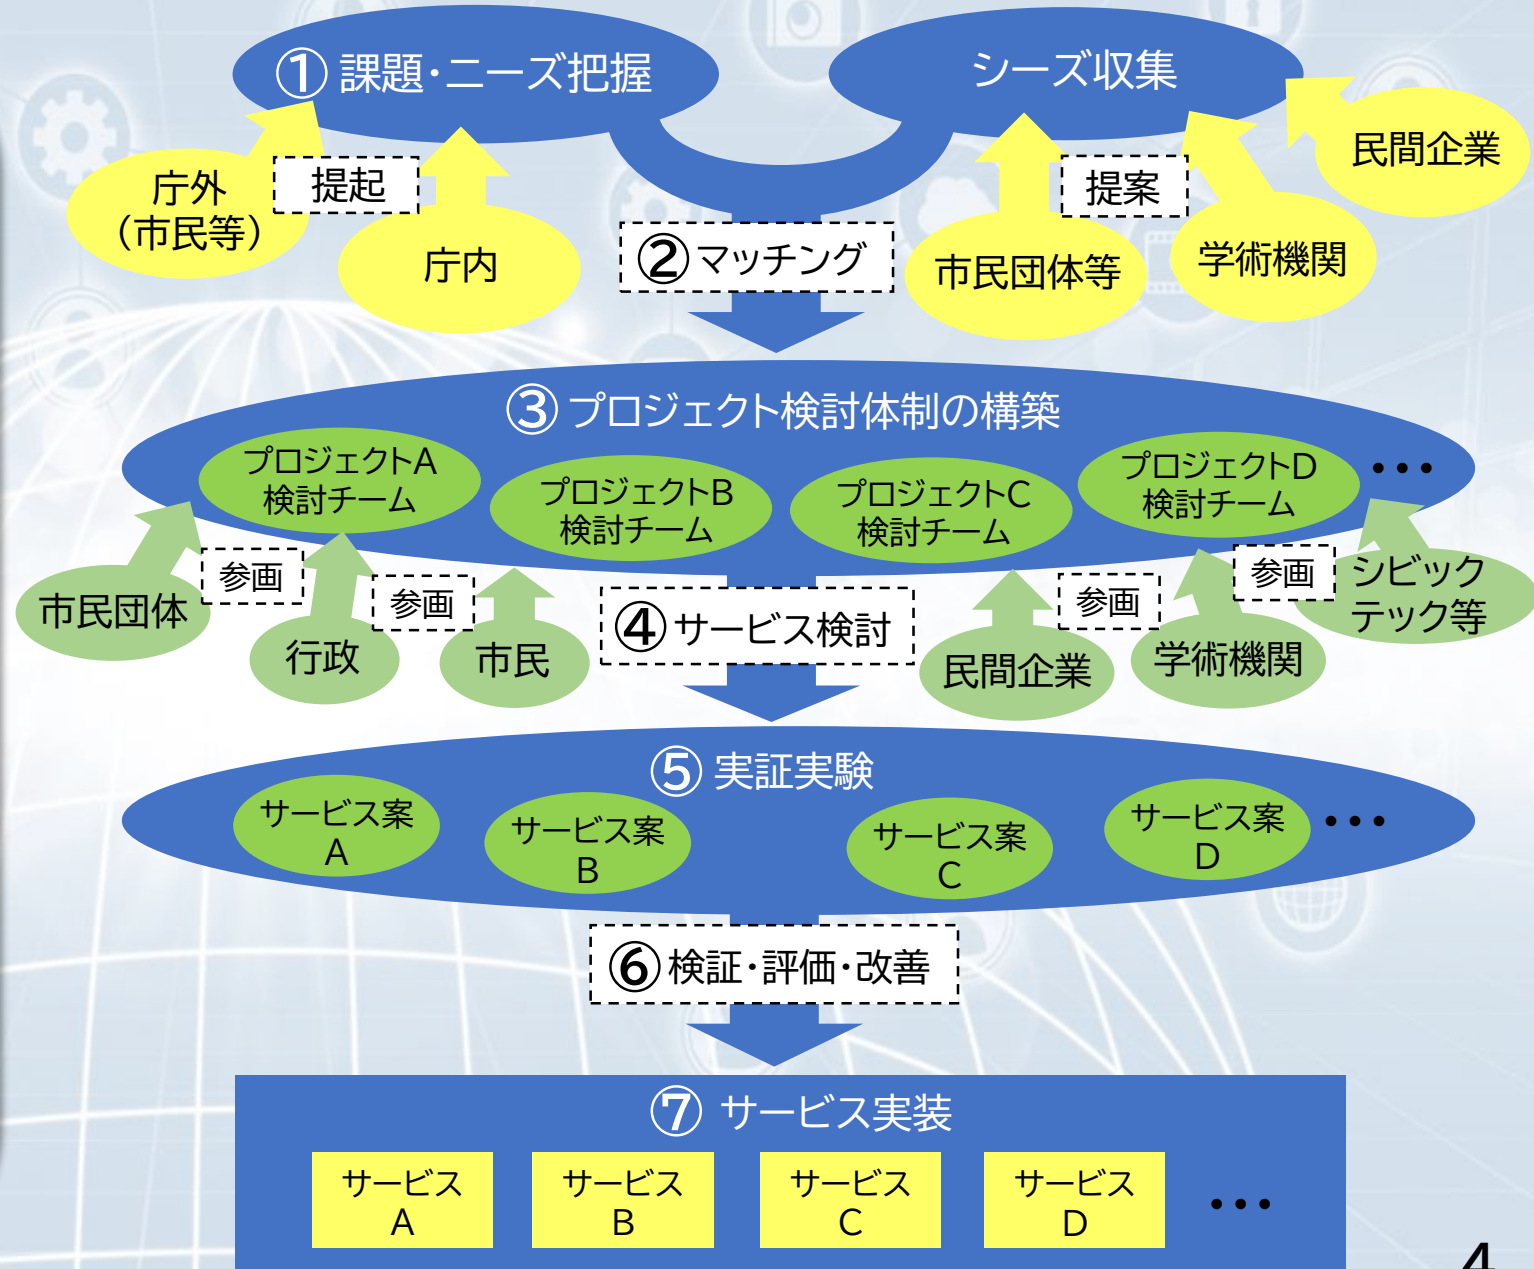 ① 課題・ニーズ把握
シーズ収集
庁外
（市民等）
提起
庁内
② マッチング
市民団体等
提案
学術機関
民間企業
③ プロジェクト検討体制の構築
プロジェクトA
検討チーム
プロジェクトB
検討チーム
プロジェクトC
検討チーム
プロジェクトD
検討チーム
・・・
市民団体
参画
行政
参画
市民
④ サービス検討
民間企業
参画
学術機関
参画
シビック
テック等
⑤ 実証実験
サービス案
A
サービス案
B
サービス案
C
サービス案
D
・・・
⑥ 検証・評価・改善
⑦ サービス実装
サービス
A
サービス
B
サービス
C
サービス
D
・・・
4